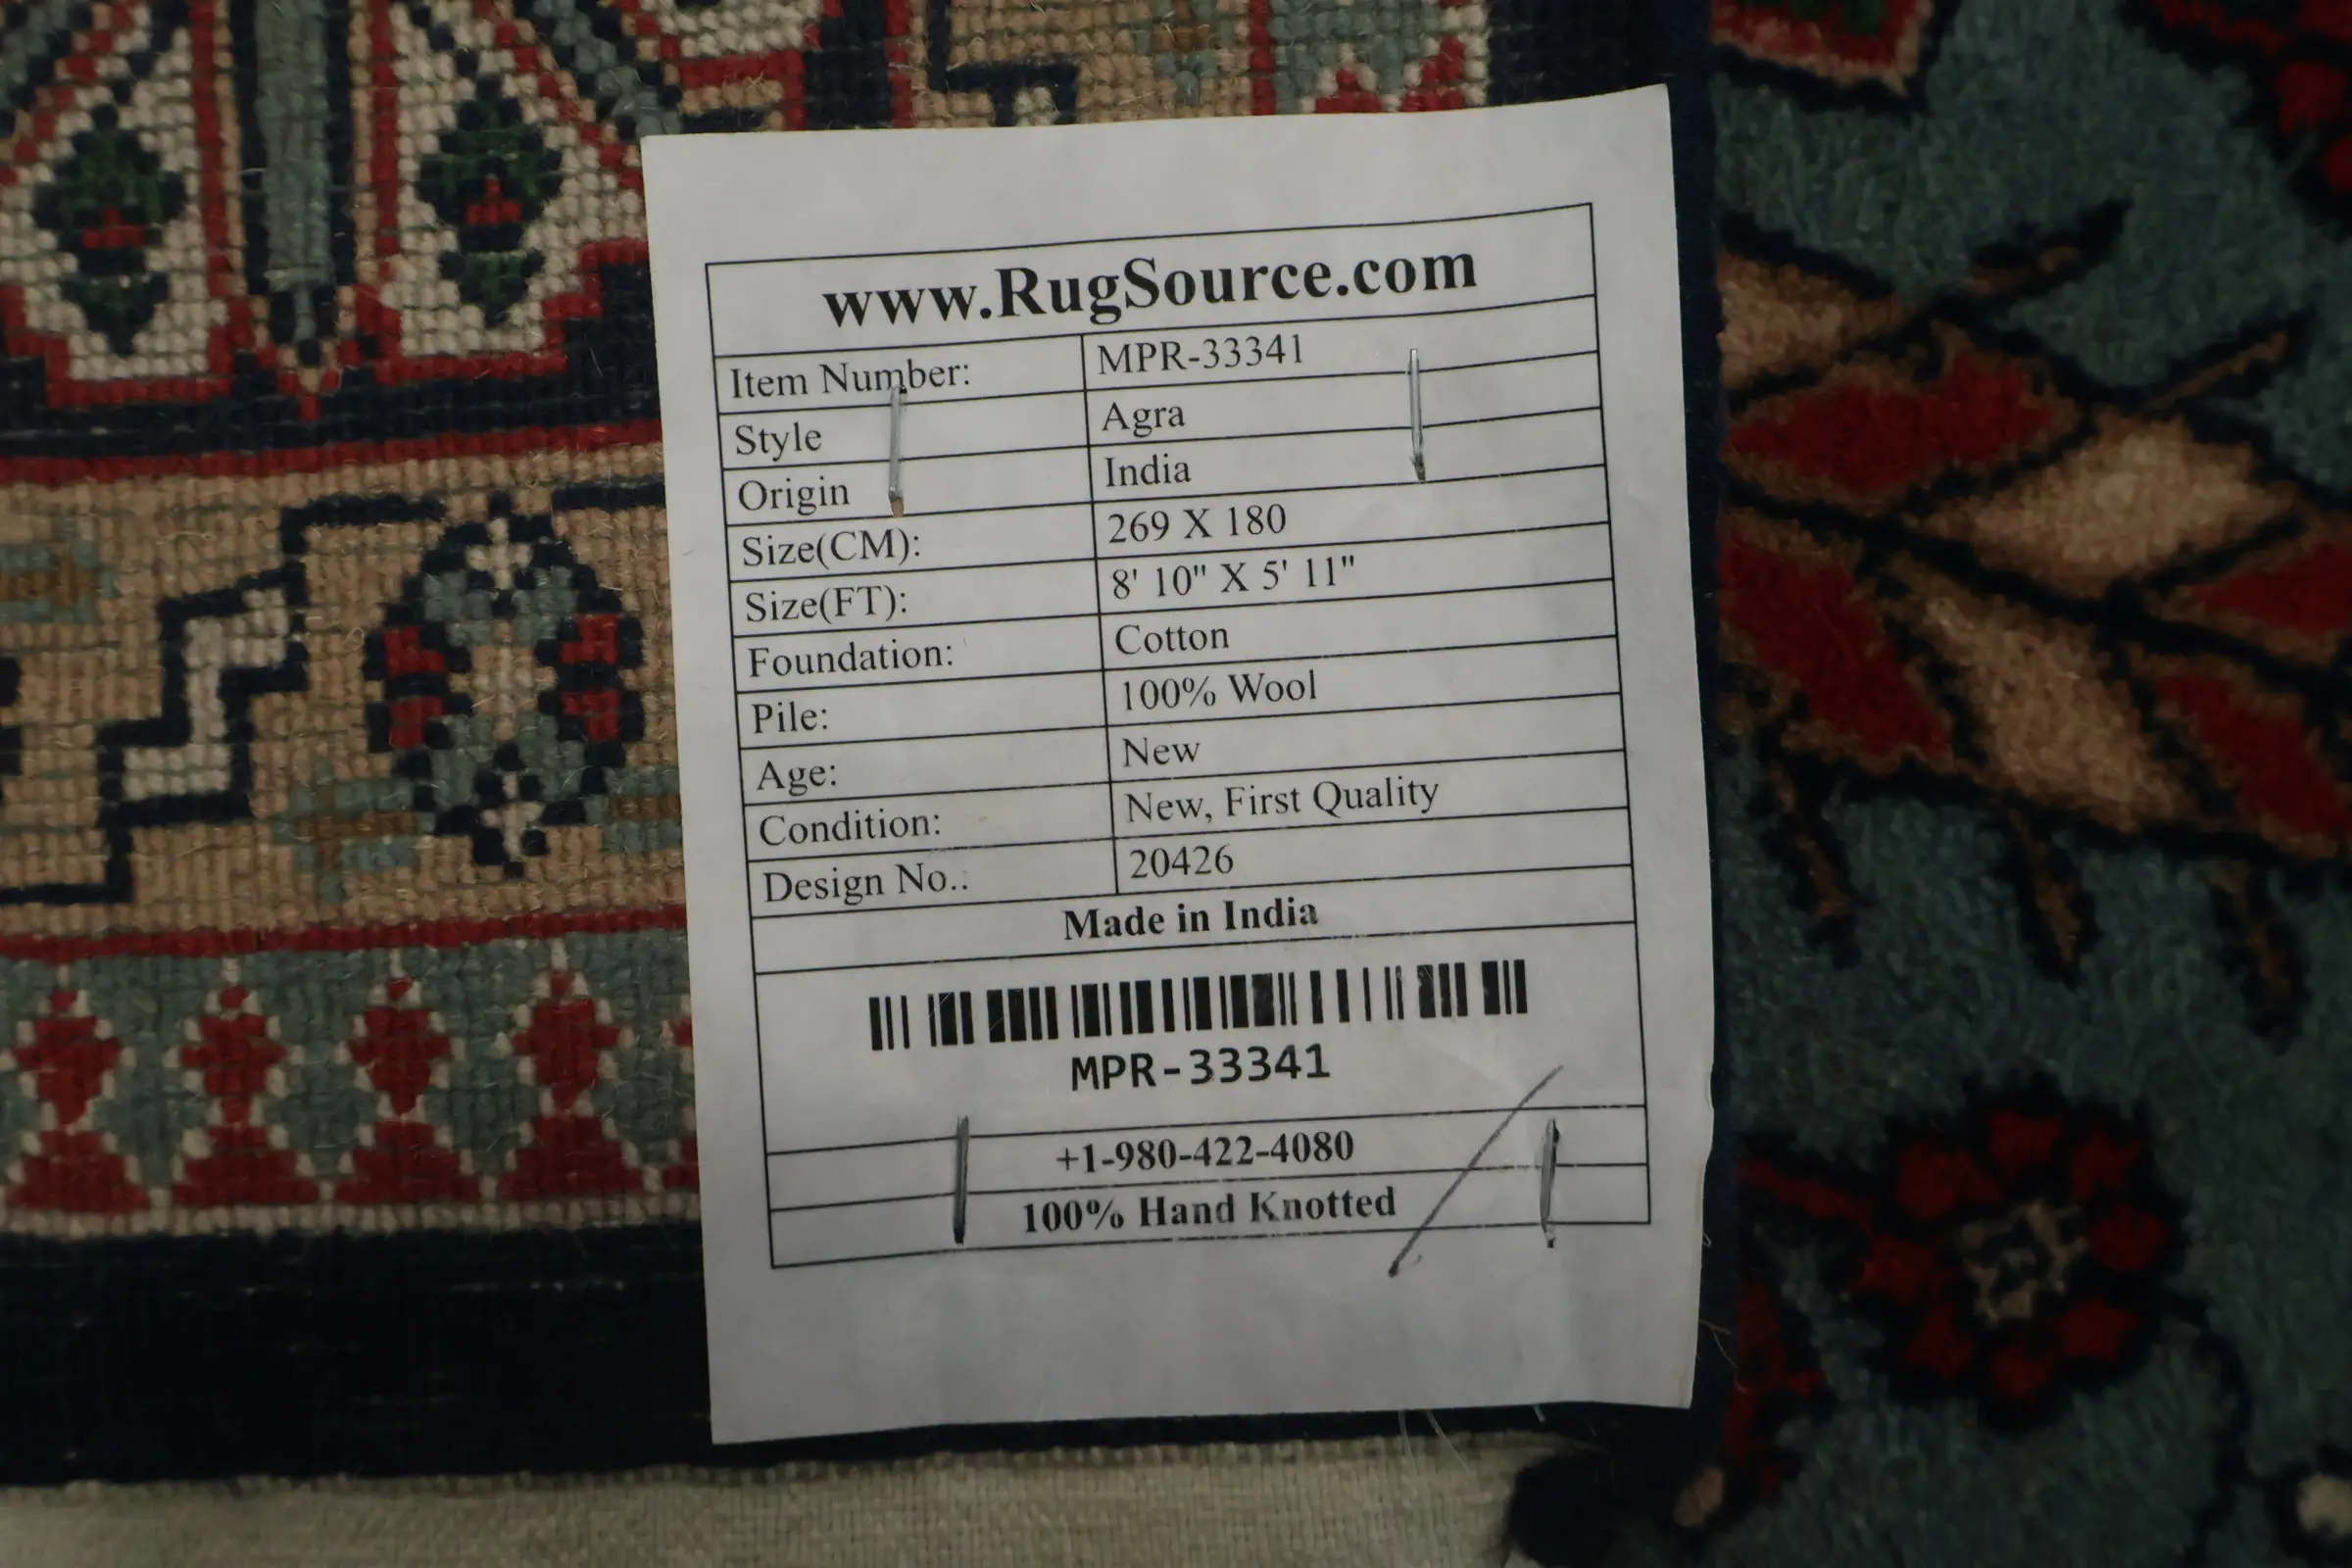 www.RugSource.com
Item Number: MPR-33341
Style Agra
Origin India
Size(CM): 269 X 180
Size(FT): 8' 10" X 5' 11"
Foundation: Cotton
Pile: 100% Wool
Age: New
Condition: New, First Quality
Design No.: 20426
Made in India
MPR-33341
+1-980-422-4080
100% Hand Knotted